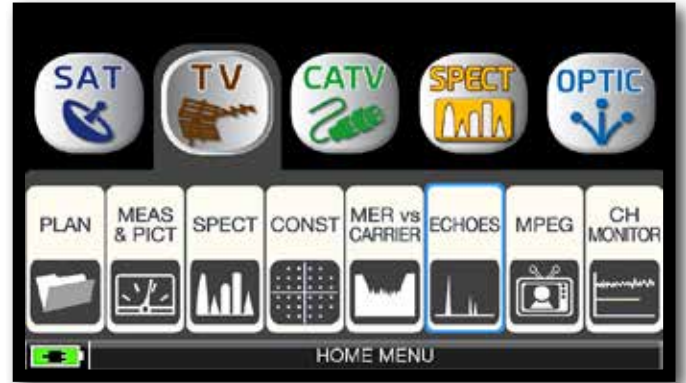 SAT
TV
CATV
SPECT
OPTIC
PLAN
MEAS
& PICT
SPECT
CONST
MER vs
CARRIER
ECHOES
MPEG
CH
MONITOR
HOME MENU